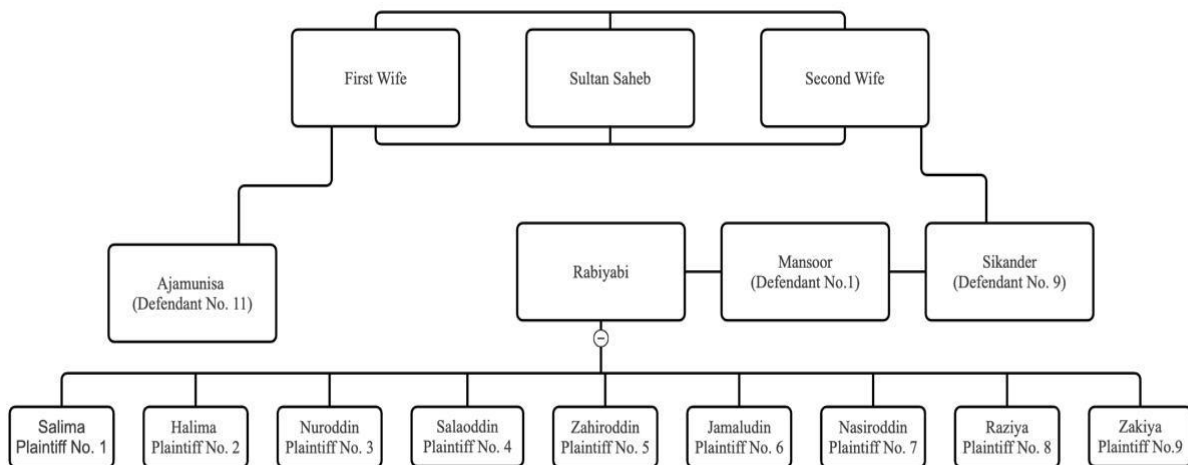 First Wife
Sultan Saheb
Second Wife
Ajamunisa
(Defendant No. 11)
Rabiyabi
Mansoor
(Defendant No.1)
Sikander
(Defendant No. 9)
Salima
Plaintiff No. 1
Halima
Plaintiff No. 2
Nuroddin
Plaintiff No. 3
Salaoddin
Plaintiff No. 4
Zahiroddin
Plaintiff No. 5
Jamaludin
Plaintiff No. 6
Nasiroddin
Plaintiff No. 7
Raziya
Plaintiff No. 8
Zakiya
Plaintiff No.9